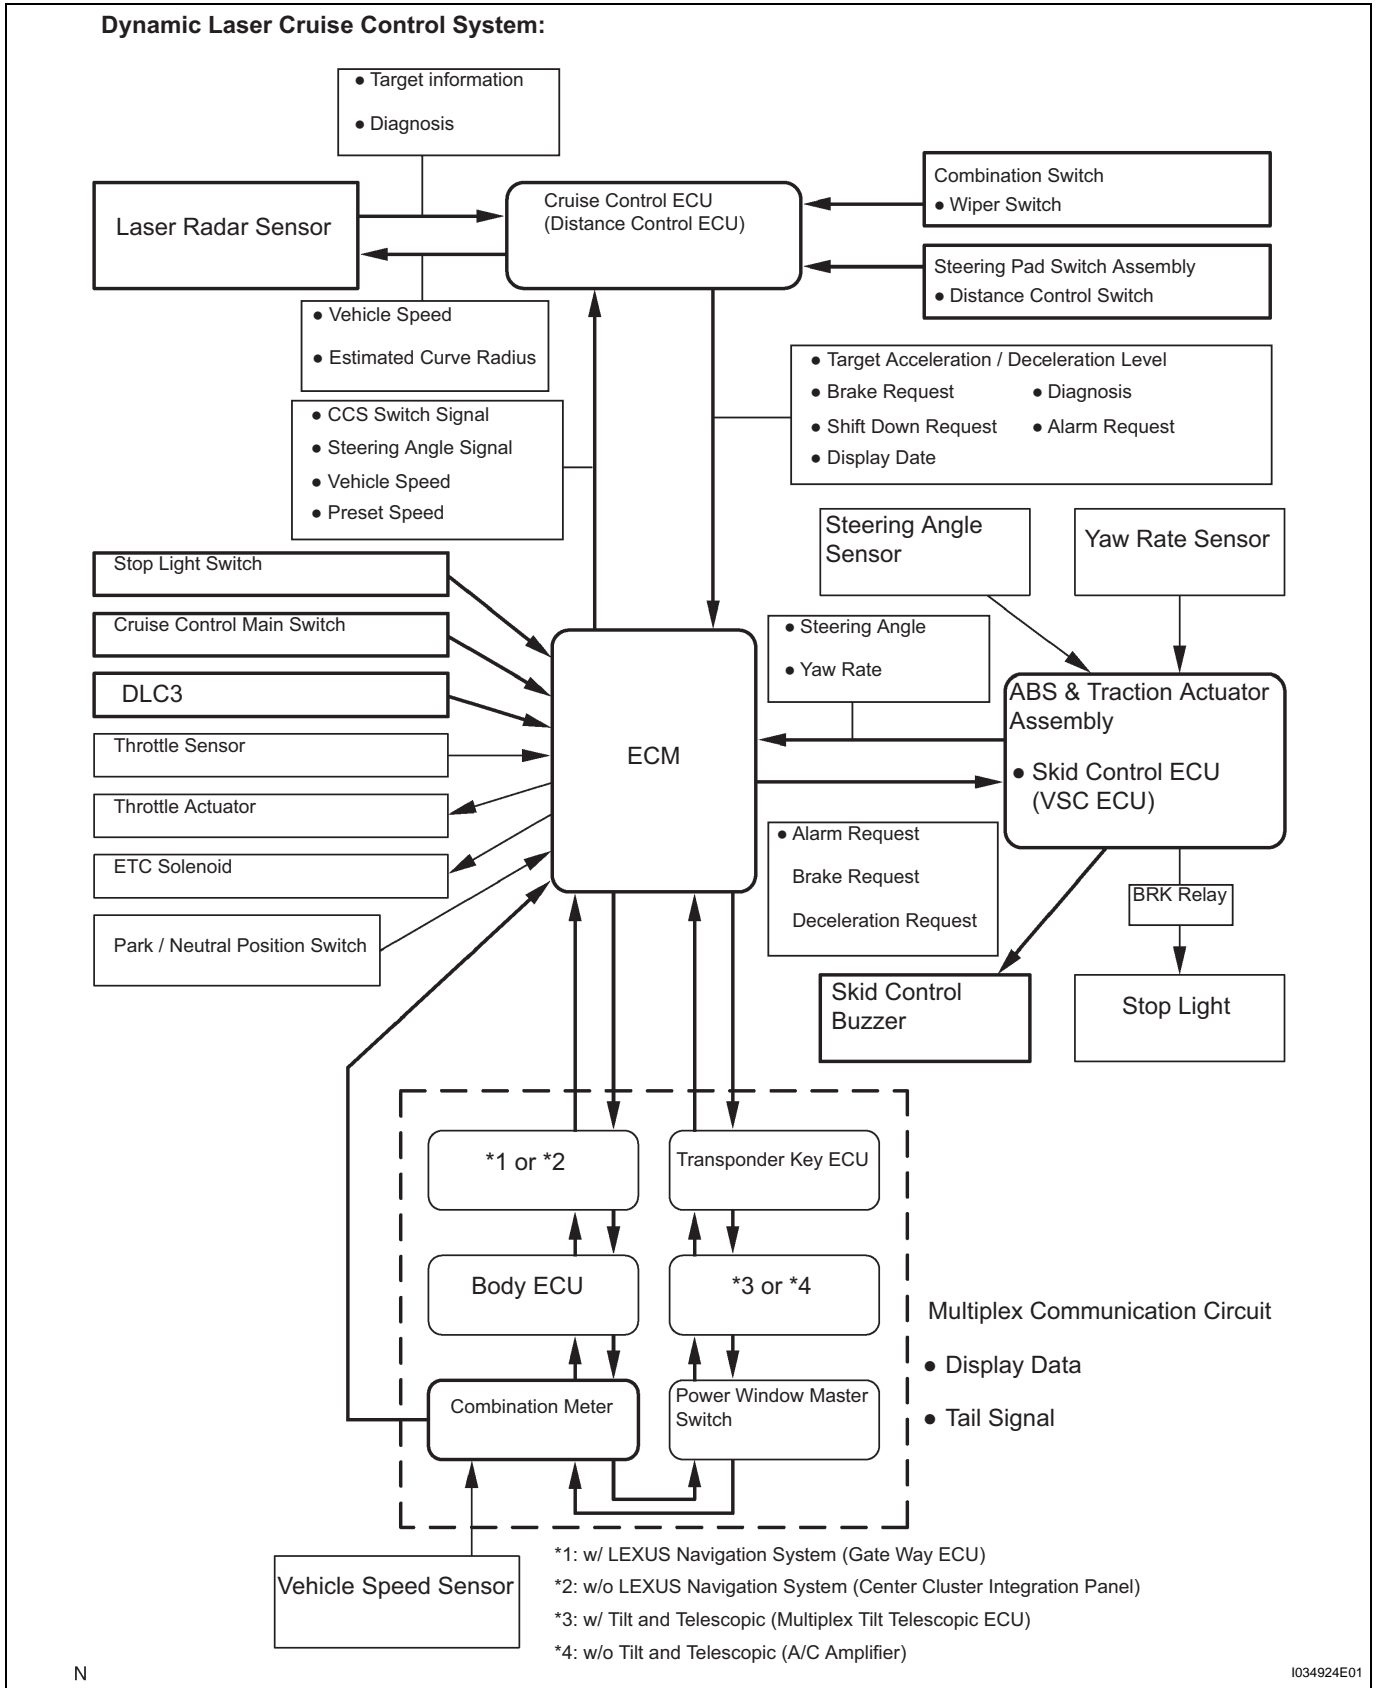 Dynamic Laser Cruise Control System:
● Target information
● Diagnosis
Laser Radar Sensor
Cruise Control ECU
(Distance Control ECU)
Combination Switch
● Wiper Switch
Steering Pad Switch Assembly
● Distance Control Switch
● Vehicle Speed
● Estimated Curve Radius
● Target Acceleration / Deceleration Level
● Brake Request ● Diagnosis
● Shift Down Request ● Alarm Request
● Display Date
● CCS Switch Signal
● Steering Angle Signal
● Vehicle Speed
● Preset Speed
Steering Angle
Sensor
Yaw Rate Sensor
Stop Light Switch
Cruise Control Main Switch
DLC3
Throttle Sensor
Throttle Actuator
ETC Solenoid
Park / Neutral Position Switch
ECM
● Steering Angle
● Yaw Rate
ABS & Traction Actuator
Assembly
● Skid Control ECU
(VSC ECU)
● Alarm Request
Brake Request
Deceleration Request
BRK Relay
Skid Control
Buzzer
Stop Light
*1 or *2
Transponder Key ECU
Body ECU
*3 or *4
Combination Meter
Power Window Master
Switch
Multiplex Communication Circuit
● Display Data
● Tail Signal
Vehicle Speed Sensor
*1: w/ LEXUS Navigation System (Gate Way ECU)
*2: w/o LEXUS Navigation System (Center Cluster Integration Panel)
*3: w/ Tilt and Telescopic (Multiplex Tilt Telescopic ECU)
*4: w/o Tilt and Telescopic (A/C Amplifier)
N
I034924E01